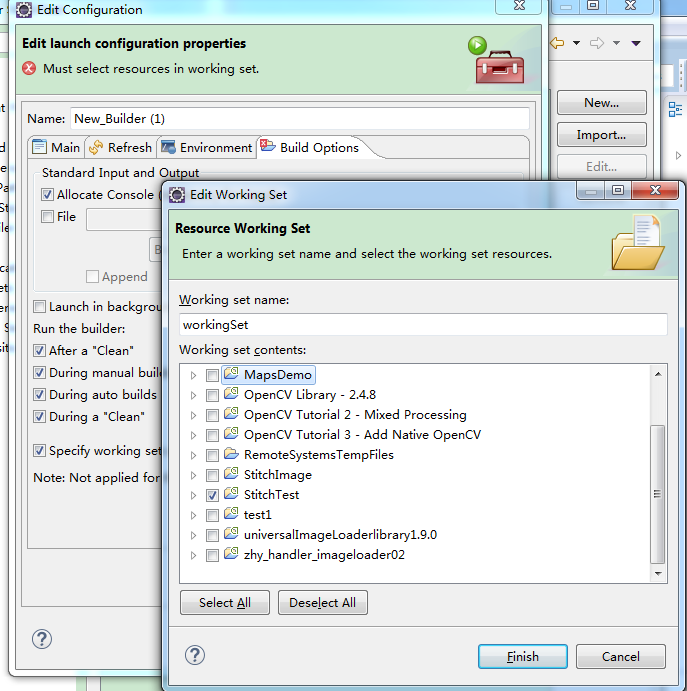 Edit Configuration
Edit launch configuration properties
Must select resources in working set.
New...
Import...
Edit...
Name: New_Builder (1)
Main Refresh Environment Build Options
Standard Input and Output
Allocate Console (
File
Append
Launch in backgrou
Run the builder:
After a "Clean"
During manual buil
During auto builds
During a "Clean"
Specify working set
Note: Not applied for
Edit Working Set
Resource Working Set
Enter a working set name and select the working set resources.
Working set name:
workingSet
Working set contents:
MapsDemo
OpenCV Library - 2.4.8
OpenCV Tutorial 2 - Mixed Processing
OpenCV Tutorial 3 - Add Native OpenCV
RemoteSystemsTempFiles
StitchImage
StitchTest
test1
universalImageLoaderlibrary1.9.0
zhy_handler_imageloader02
Select All Deselect All
Finish Cancel